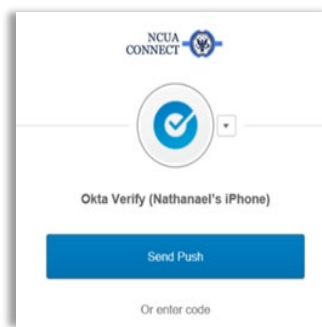 NCUA
CONNECT
Okta Verify (Nathanael's iPhone)
Send Push
Or enter code